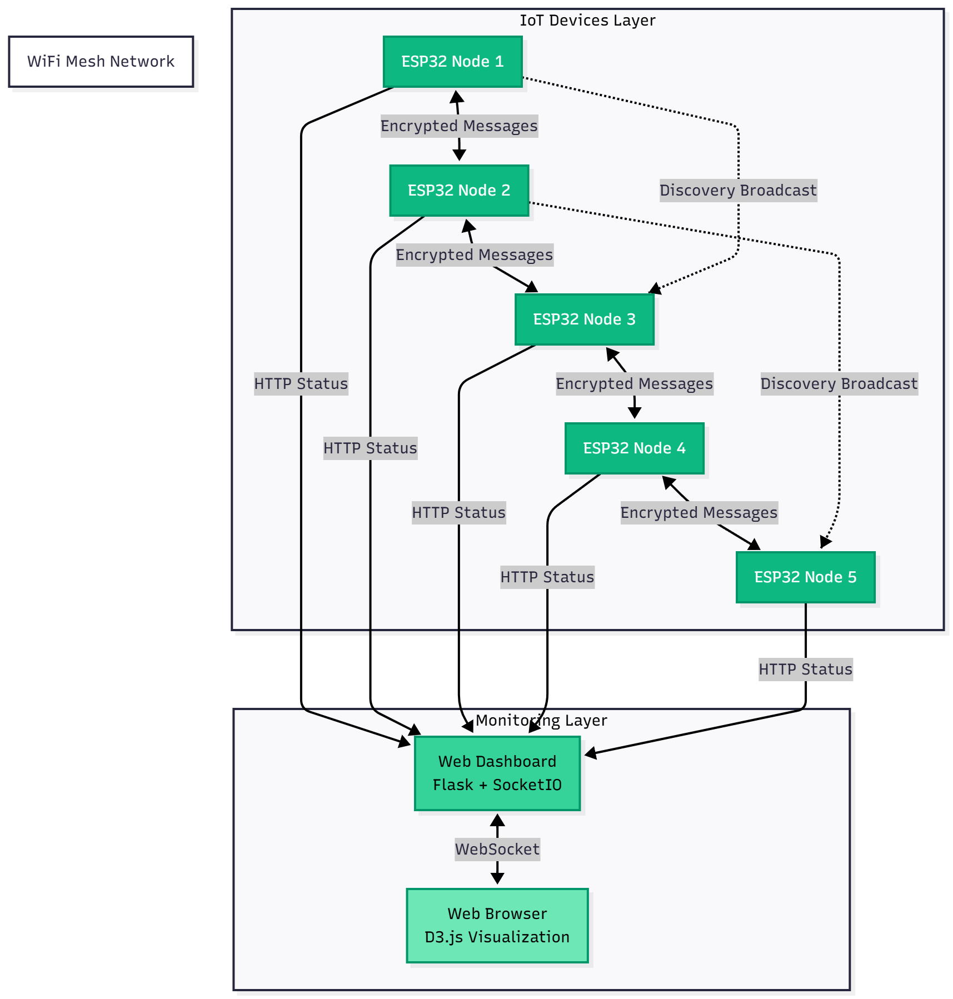 IoT Devices Layer
WiFi Mesh Network
ESP32 Node 1
Encrypted Messages
ESP32 Node 2
Discovery Broadcast
Encrypted Messages
ESP32 Node 3
HTTP Status
Encrypted Messages
Discovery Broadcast
HTTP Status
ESP32 Node 4
HTTP Status
Encrypted Messages
HTTP Status
ESP32 Node 5
HTTP Status
Monitoring Layer
Web Dashboard
Flask + SocketIO
WebSocket
Web Browser
D3.js Visualization